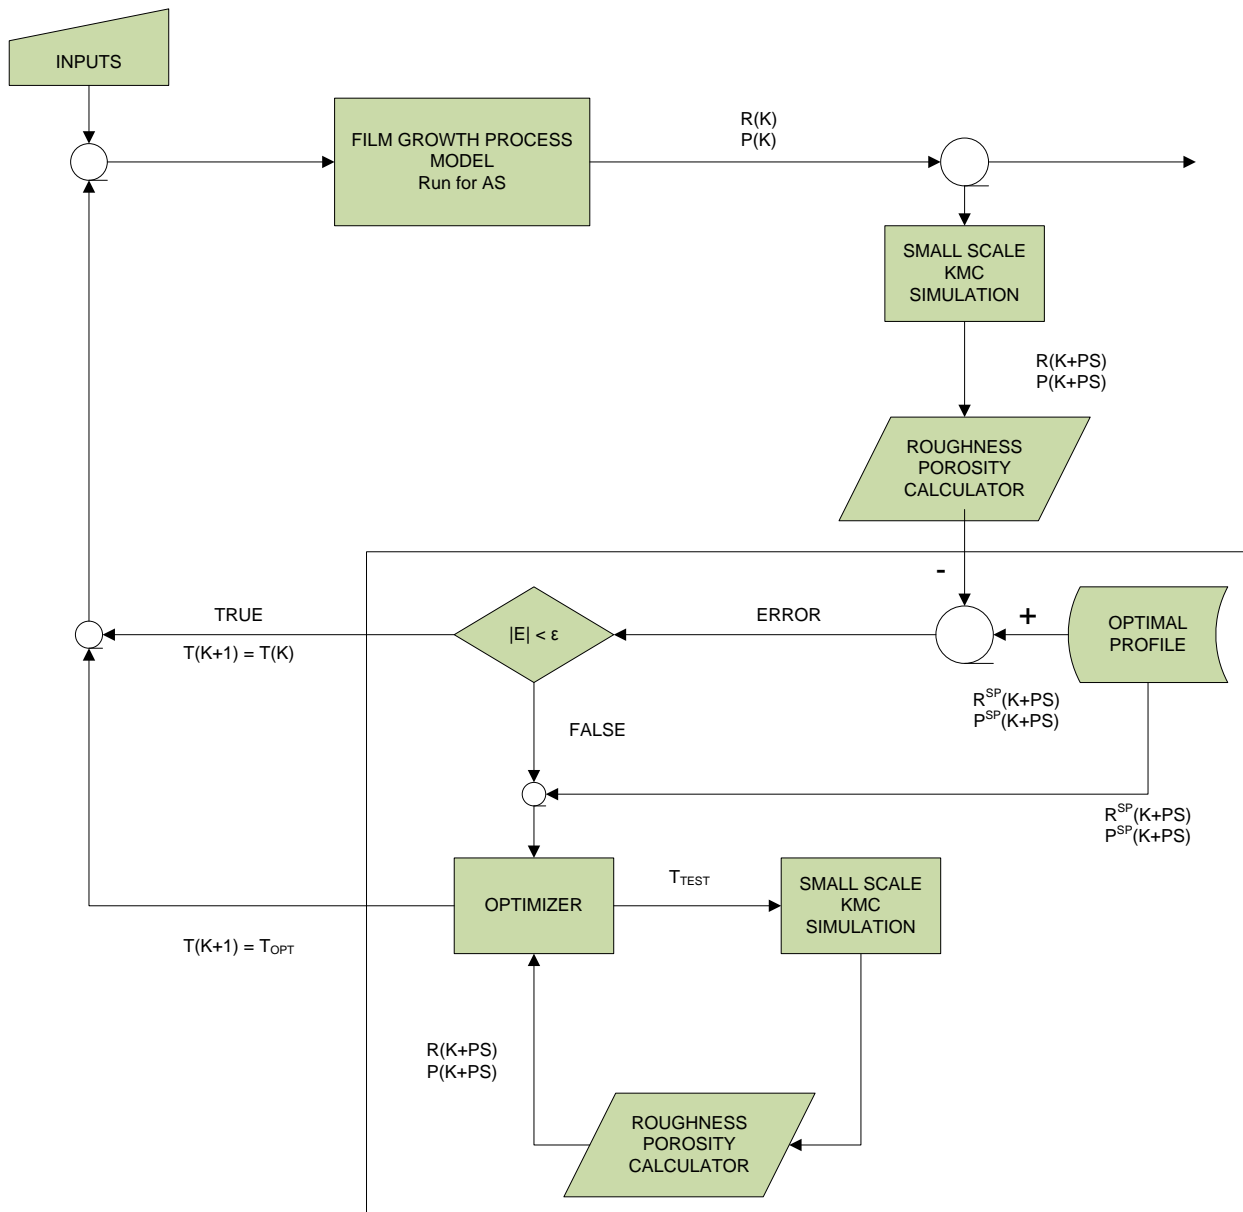 INPUTS
FILM GROWTH PROCESS
MODEL
Run for AS
R(K)
P(K)
SMALL SCALE
KMC
SIMULATION
R(K+PS)
P(K+PS)
ROUGHNESS
POROSITY
CALCULATOR
-
+
OPTIMAL
PROFILE
ERROR
|E| < ε
TRUE
T(K+1) = T(K)
R^SP(K+PS)
P^SP(K+PS)
FALSE
R^SP(K+PS)
P^SP(K+PS)
OPTIMIZER
T_TEST
SMALL SCALE
KMC
SIMULATION
T(K+1) = T_OPT
R(K+PS)
P(K+PS)
ROUGHNESS
POROSITY
CALCULATOR